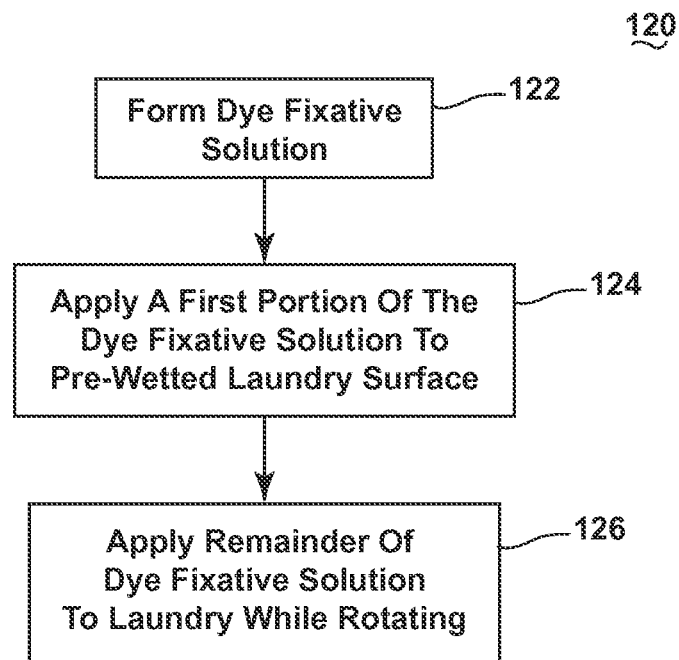 120
122
Form Dye Fixative
Solution
124
Apply A First Portion Of The
Dye Fixative Solution To
Pre-Wetted Laundry Surface
126
Apply Remainder Of
Dye Fixative Solution
To Laundry While Rotating